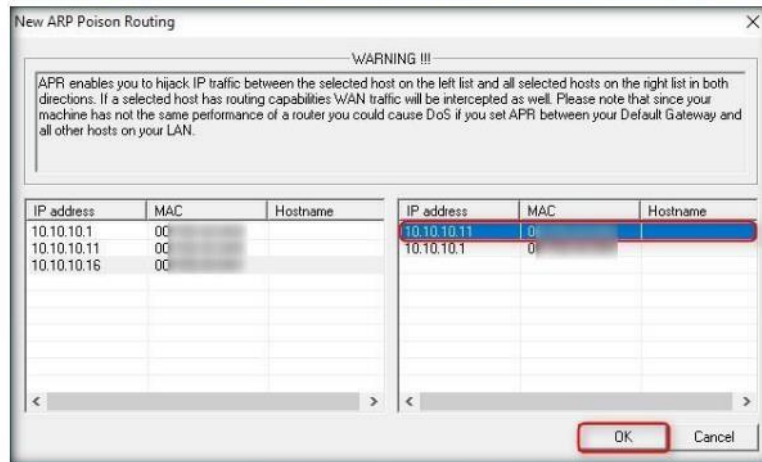 New ARP Poison Routing
WARNING !!!
APR enables you to hijack IP traffic between the selected host on the left list and all selected hosts on the right list in both
directions. If a selected host has routing capabilities WAN traffic will be intercepted as well. Please note that since your
machine has not the same performance of a router you could cause DoS if you set APR between your Default Gateway and
all other hosts on your LAN.
IP address MAC Hostname
10.10.10.1 00
10.10.10.11 00
10.10.10.16 00
IP address MAC Hostname
10.10.10.11 0
10.10.10.1 0
OK Cancel